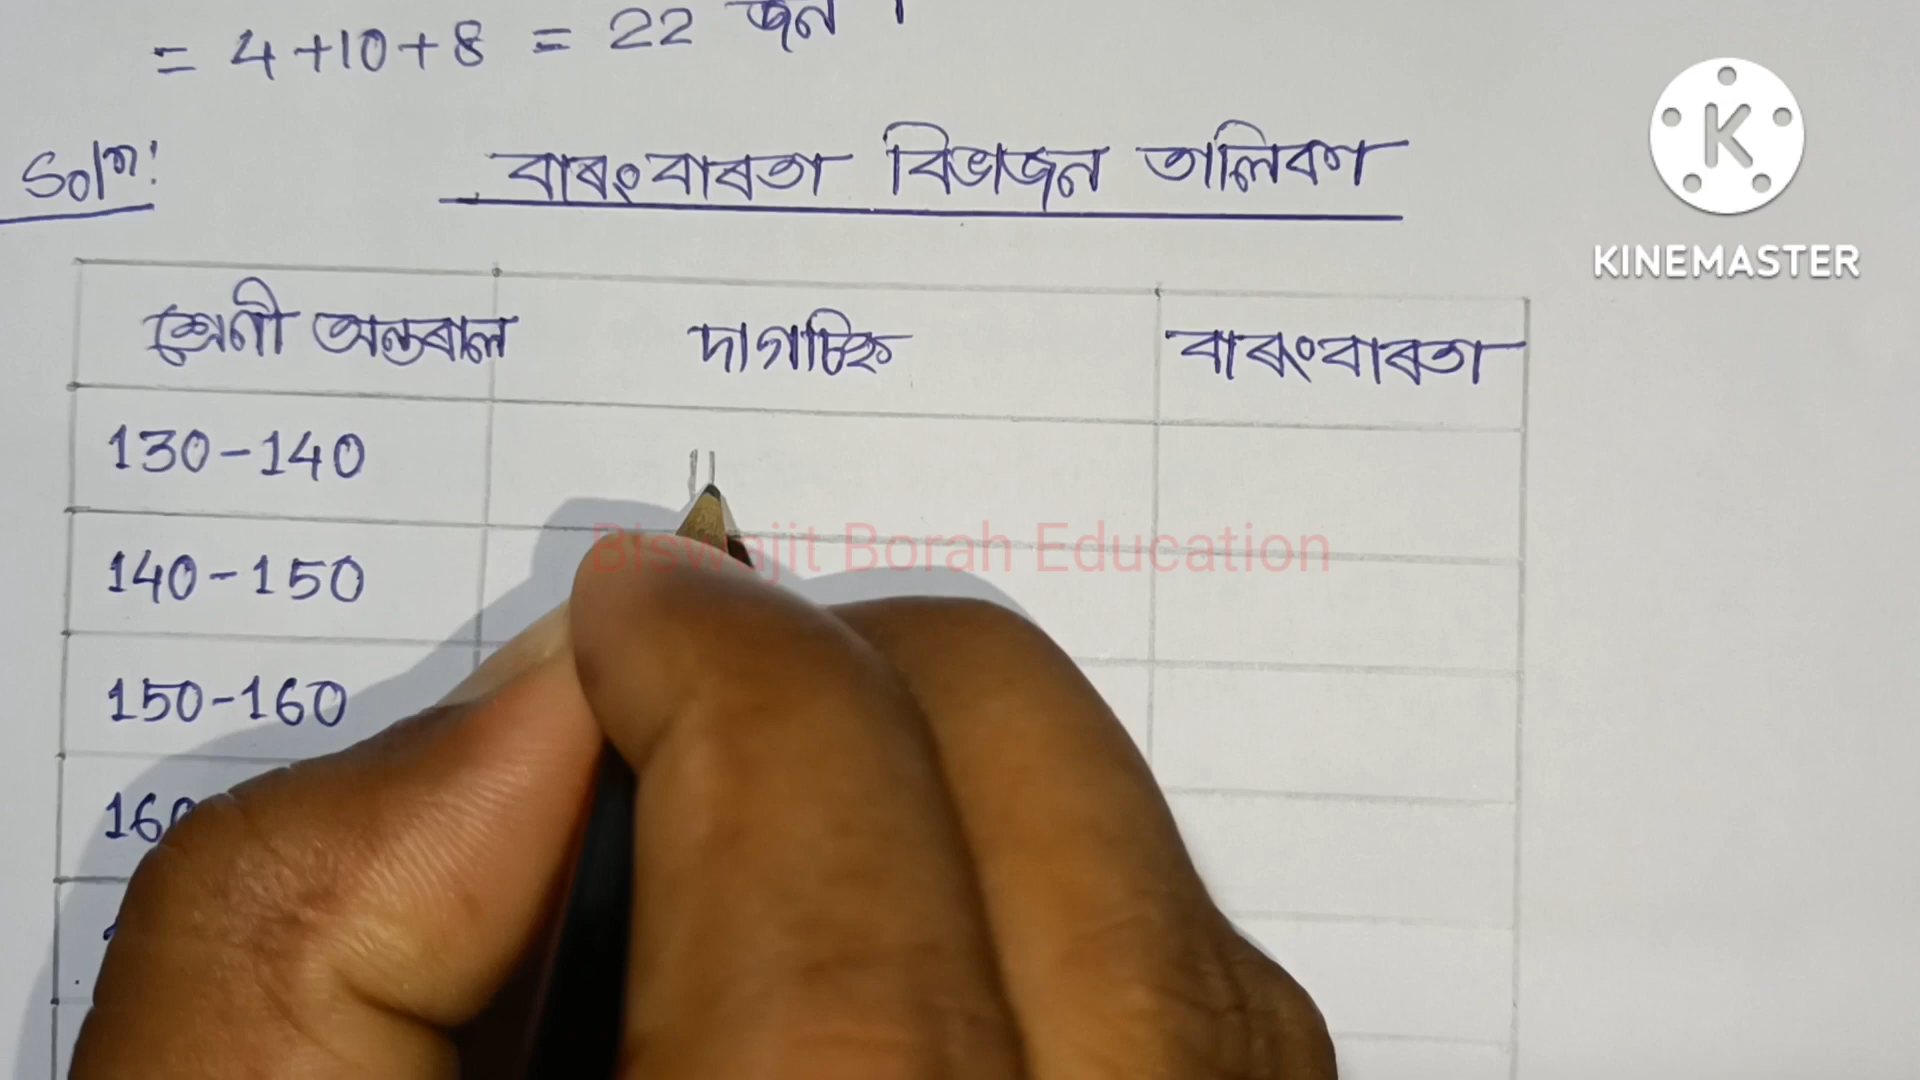 = 4+10+8 = 22 জন ।
Soln:
বাৰংবাৰতা বিভাজন তালিকা
শ্ৰেণী অন্তৰাল দাগচিহ্ন বাৰংবাৰতা
130-140 ||
140-150
150-160
160
Biswajit Borah Education
K
KINEMASTER